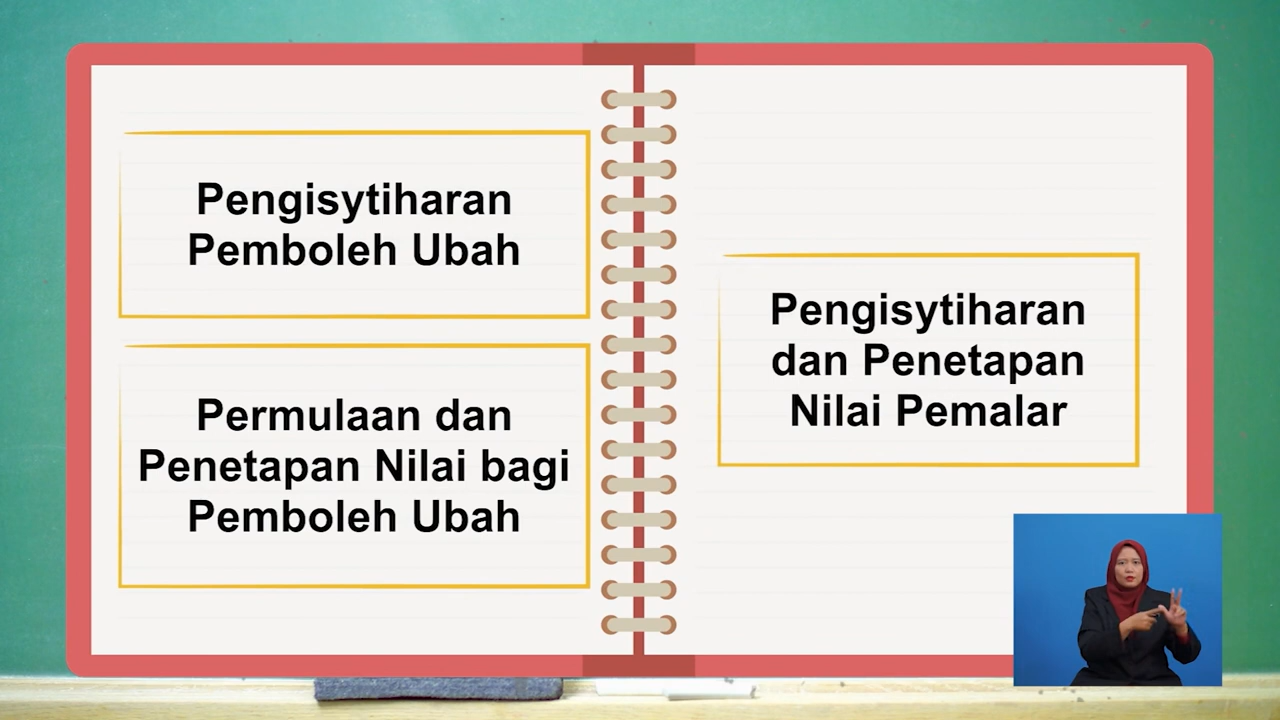 Pengisytiharan
Pemboleh Ubah
Permulaan dan
Penetapan Nilai bagi
Pemboleh Ubah
Pengisytiharan
dan Penetapan
Nilai Pemalar